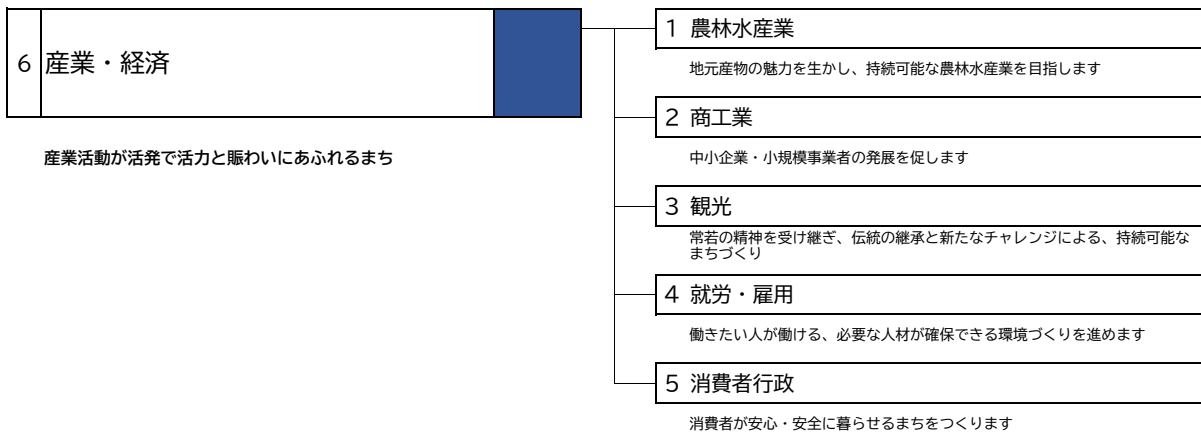 6 産業・経済
産業活動が活発で活力と賑わいにあふれるまち
1 農林水産業
地元産物の魅力を生かし、持続可能な農林水産業を目指します
2 商工業
中小企業・小規模事業者の発展を促します
3 観光
常若の精神を受け継ぎ、伝統の継承と新たなチャレンジによる、持続可能な
まちづくり
4 就労・雇用
働きたい人が働ける、必要な人材が確保できる環境づくりを進めます
5 消費者行政
消費者が安心・安全に暮らせるまちをつくります